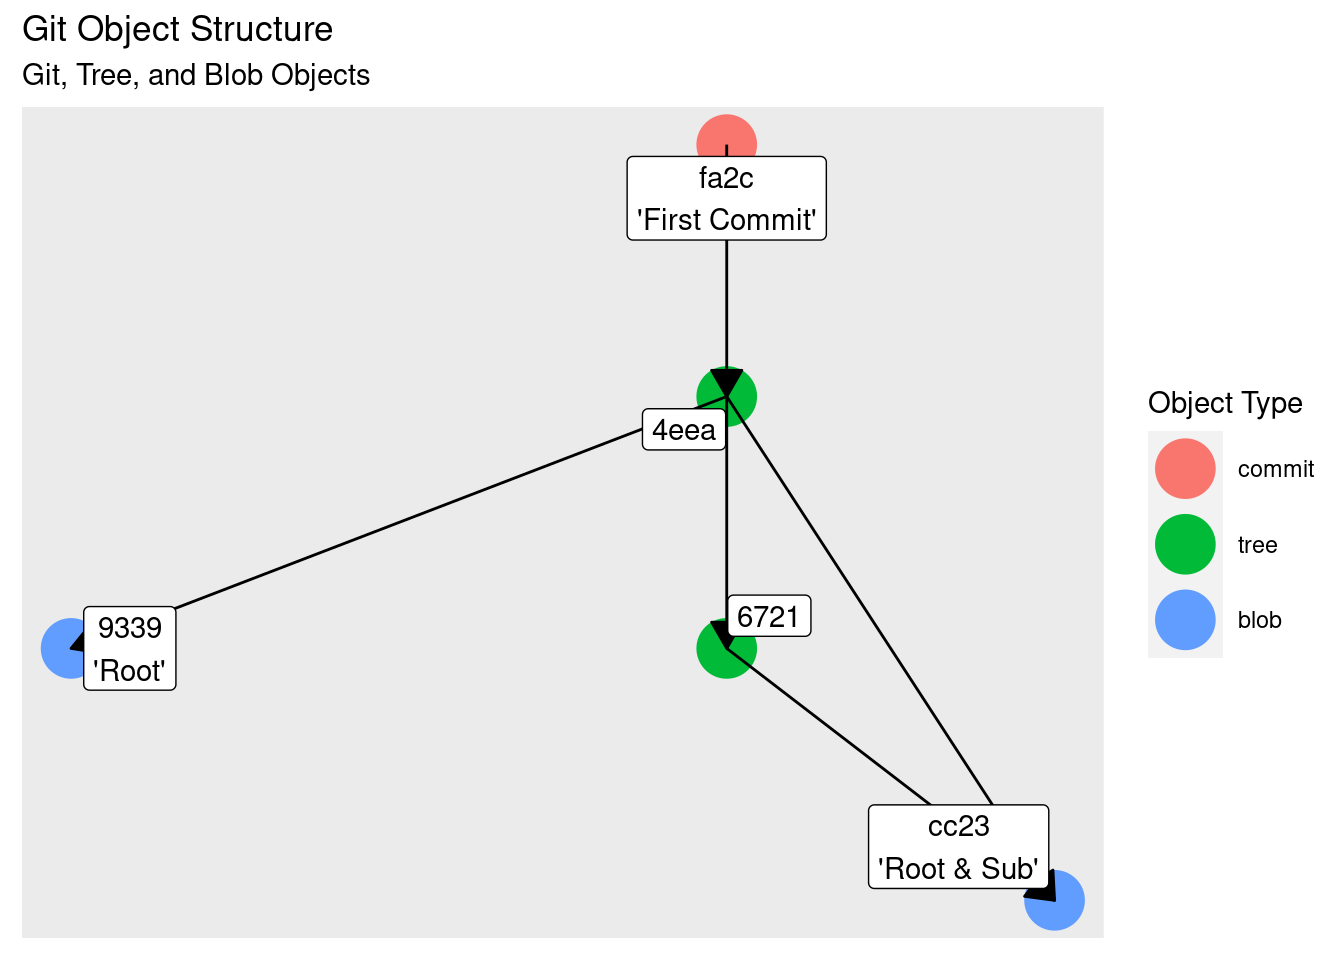 Git Object Structure
Git, Tree, and Blob Objects
fa2c
'First Commit'
4eea
9339
'Root'
6721
cc23
'Root & Sub'
Object Type
commit
tree
blob